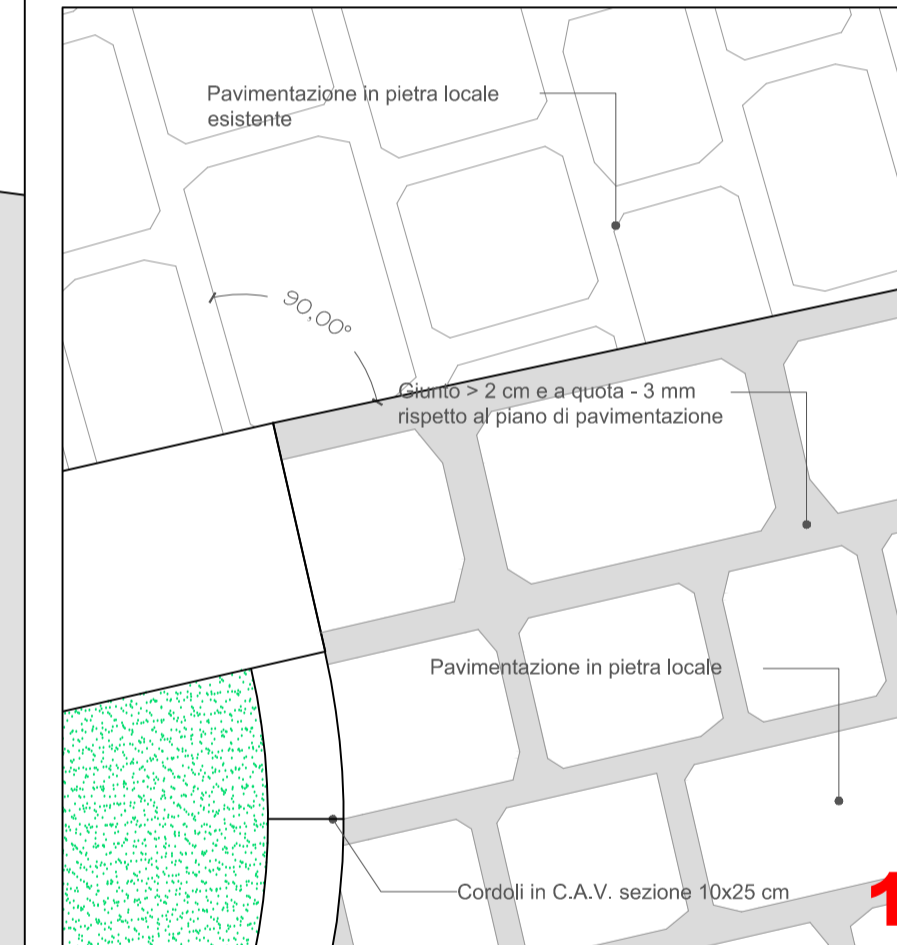 Pavimentazione in pietra locale
esistente
90,00°
Giunto > 2 cm e a quota - 3 mm
rispetto al piano di pavimentazione
Pavimentazione in pietra locale
Cordoli in C.A.V. sezione 10x25 cm
1